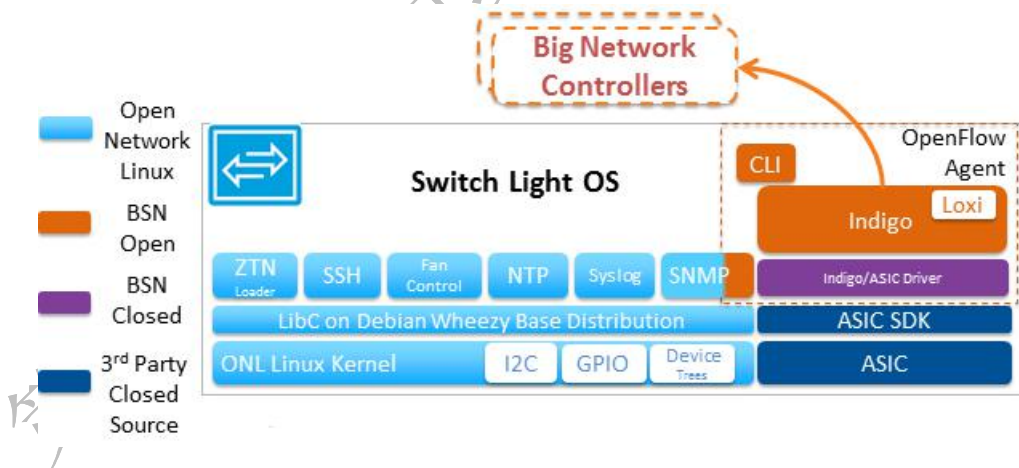 Big Network
Controllers
Open
Network
Linux
BSN
Open
BSN
Closed
3rd Party
Closed
Source
Switch Light OS
OpenFlow
Agent
CLI
Loxi
Indigo
ZTN
Loader
SSH
Fan
Control
NTP
Syslog
SNMP
Indigo/ASIC Driver
LibC on Debian Wheezy Base Distribution
ASIC SDK
ONL Linux Kernel
I2C
GPIO
Device
Trees
ASIC